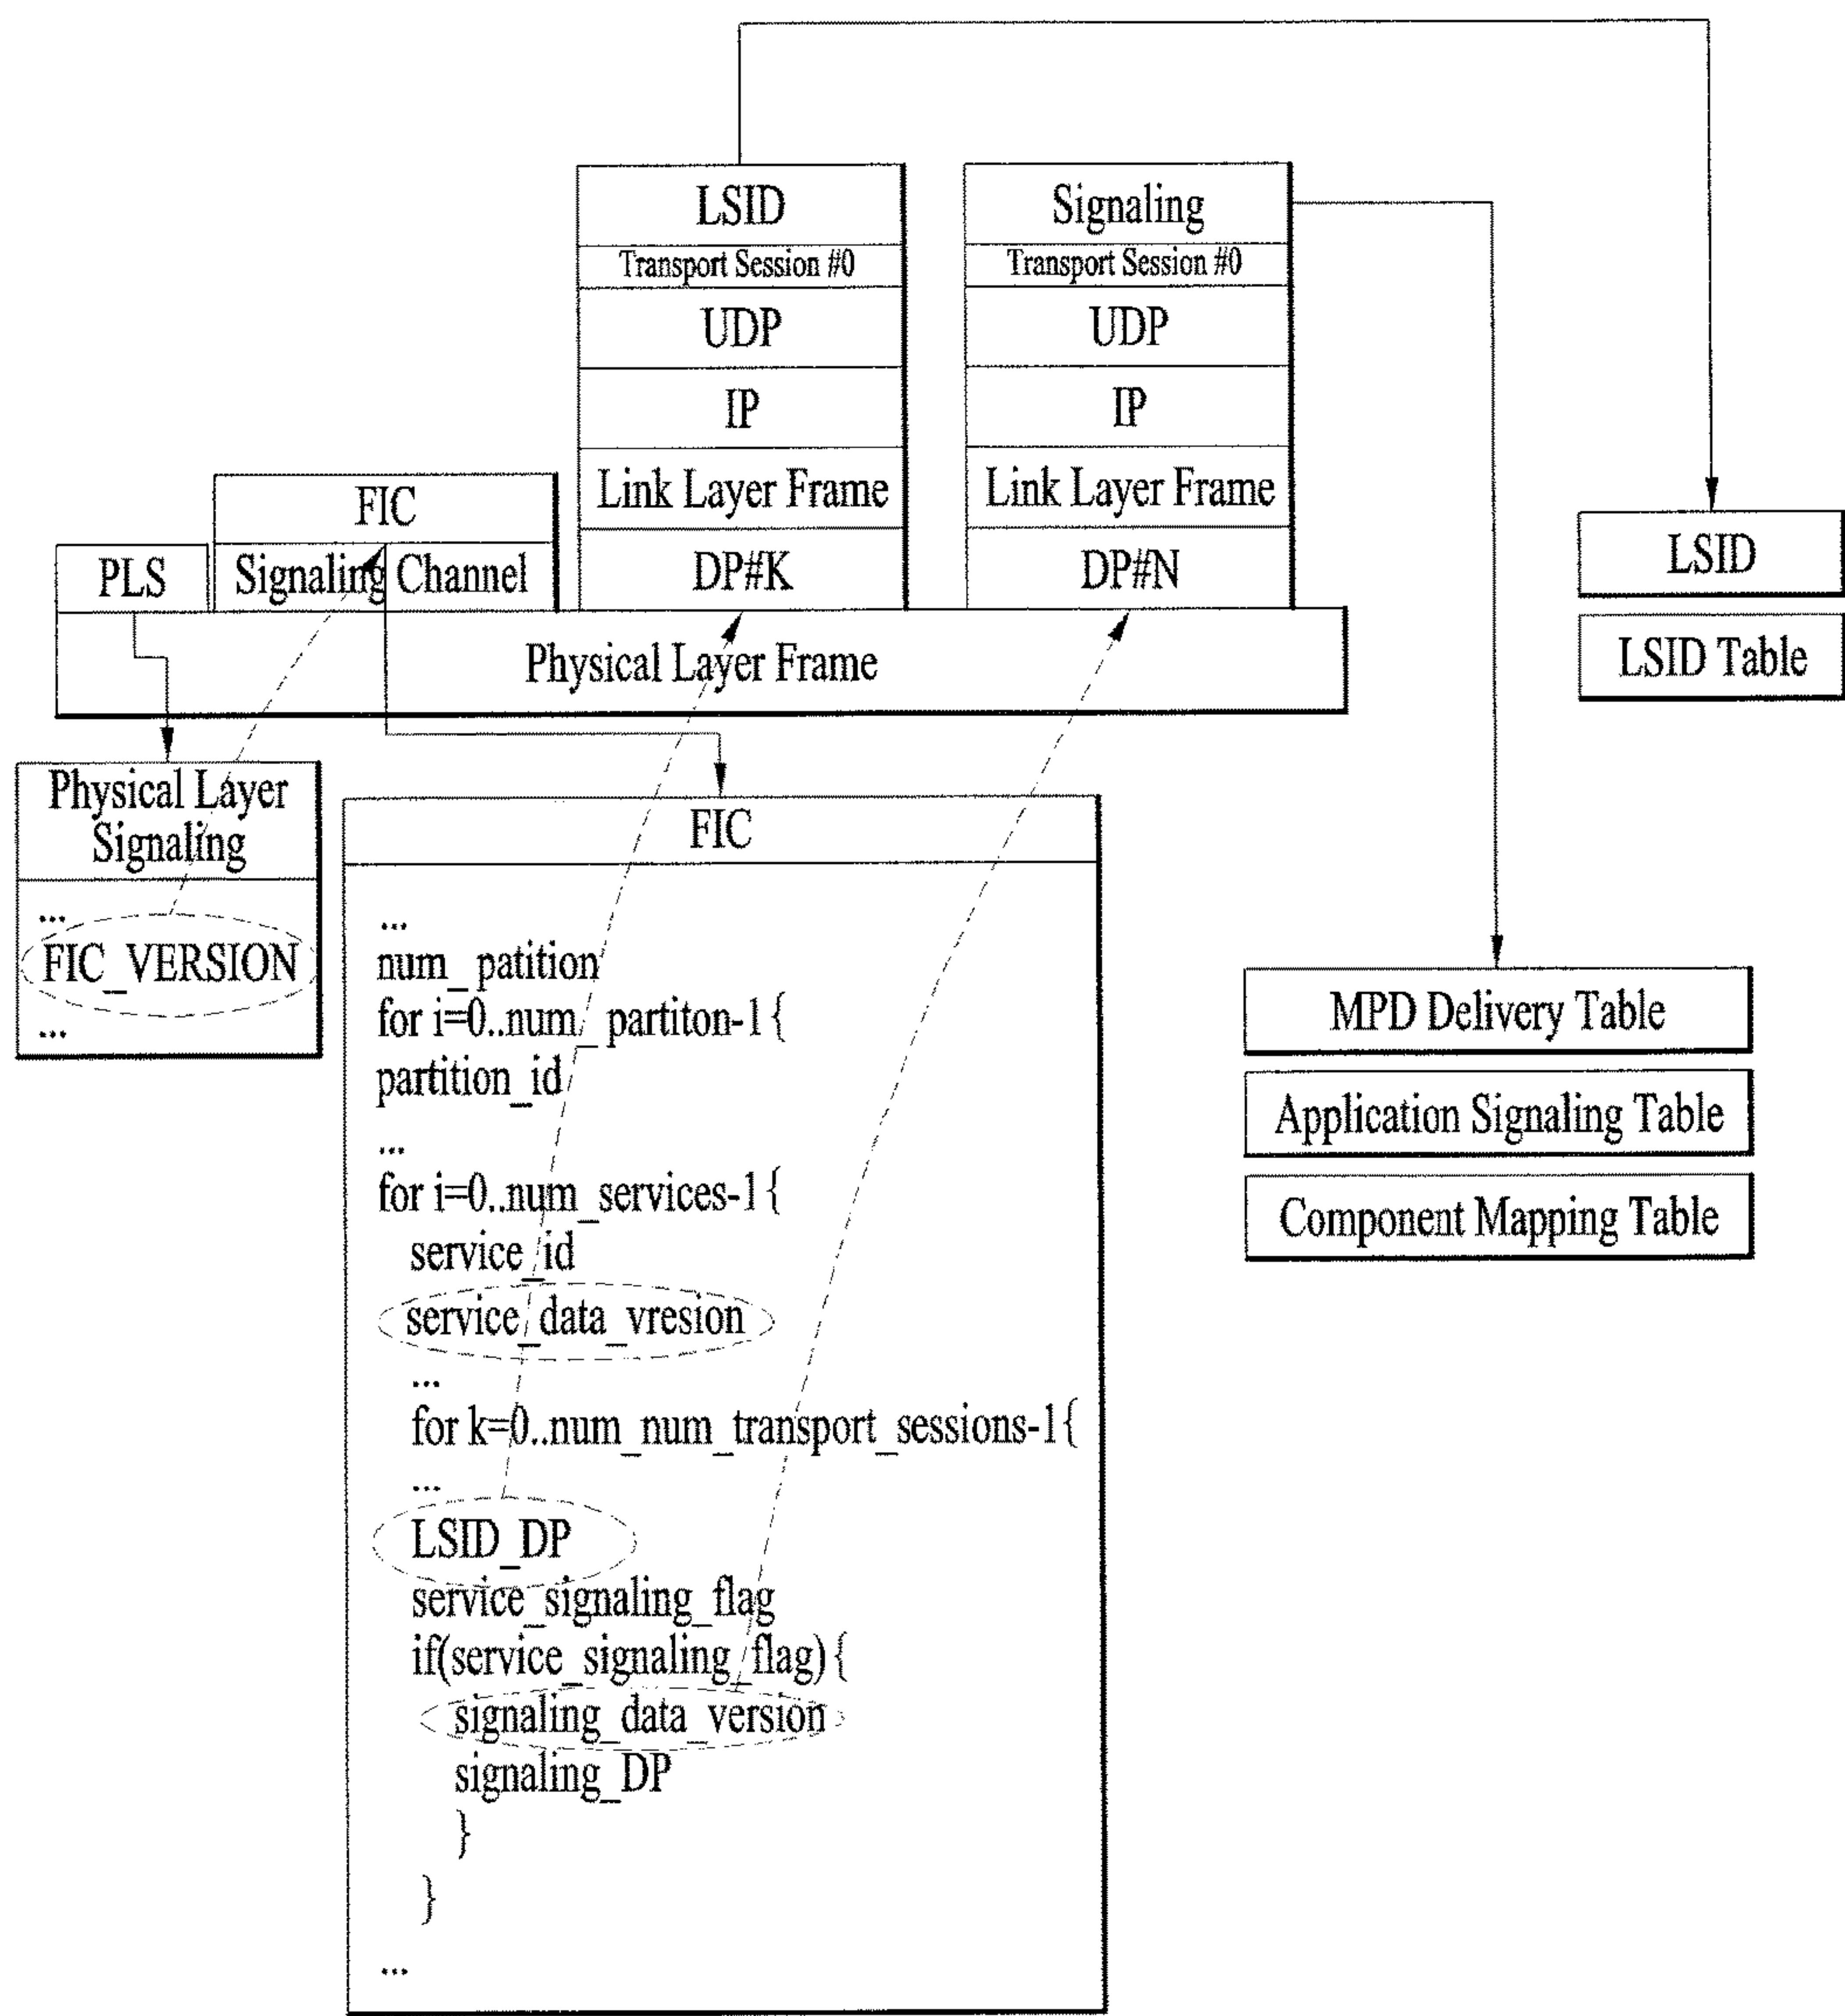 LSID
Transport Session #0
UDP
IP
Link Layer Frame
DP#K
Signaling
Transport Session #0
UDP
IP
Link Layer Frame
DP#N
FIC
Signaling Channel
PLS
Physical Layer Frame
LSID
LSID Table
Physical Layer
Signaling
...
FIC_VERSION
...
FIC
...
num_patition
for i=0..num_partiton-1{
partition_id
...
for i=0..num_services-1{
service_id
service_data_vresion
...
for k=0..num_num_transport_sessions-1{
...
LSID_DP
service_signaling_flag
if(service_signaling_flag){
signaling_data_version
signaling_DP
}
}
...
MPD Delivery Table
Application Signaling Table
Component Mapping Table